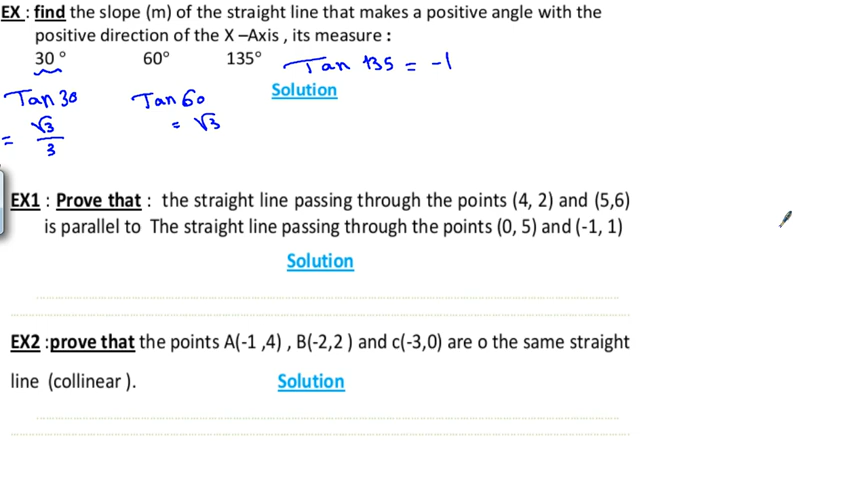 EX : find the slope (m) of the straight line that makes a positive angle with the
positive direction of the X –Axis , its measure :
30 ° 60° 135° Tan 135 = -1
Solution
Tan 30 Tan 60
= √3/3 = √3
EX1 : Prove that : the straight line passing through the points (4, 2) and (5,6)
is parallel to The straight line passing through the points (0, 5) and (-1, 1)
Solution
EX2 :prove that the points A(-1 ,4) , B(-2,2 ) and c(-3,0) are o the same straight
line (collinear ). Solution